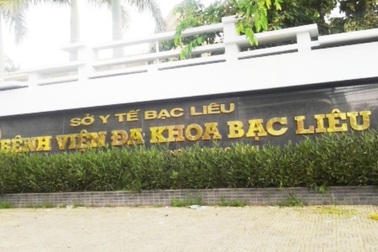 SỞ Y TẾ BẠC LIÊU
BỆNH VIỆN ĐA KHOA BẠC LIÊU